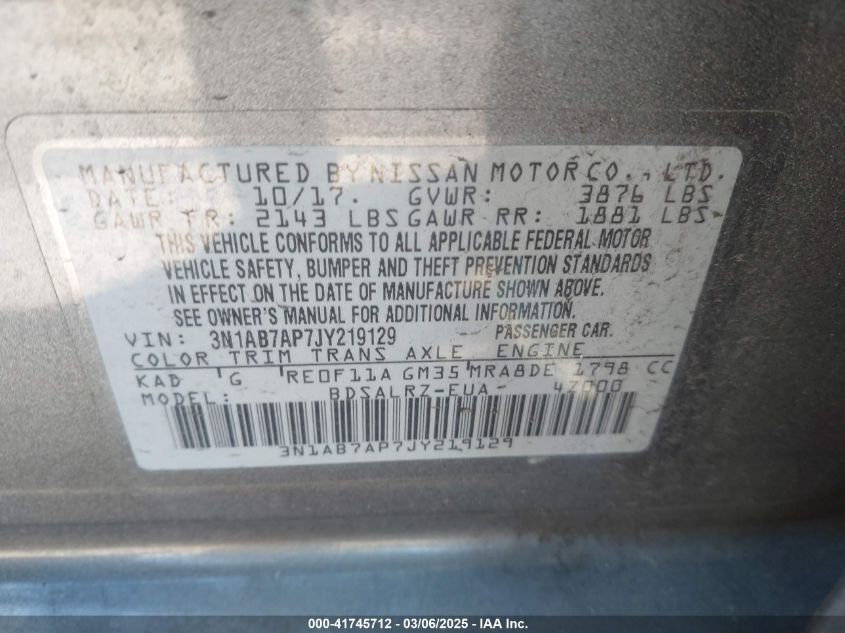 MANUFACTURED BY NISSAN MOTOR CO., LTD.
DATE: 10/17. GVWR: 3876 LBS
GAWR TR: 2143 LBS GAWR RR: 1881 LBS
THIS VEHICLE CONFORMS TO ALL APPLICABLE FEDERAL MOTOR
VEHICLE SAFETY, BUMPER AND THEFT PREVENTION STANDARDS
IN EFFECT ON THE DATE OF MANUFACTURE SHOWN ABOVE.
SEE OWNER'S MANUAL FOR ADDITIONAL INFORMATION.
VIN: 3N1AB7AP7JY219129 PASSENGER CAR.
COLOR TRIM TRANS AXLE ENGINE
KAD G RE0F11A GM35 MRA8DE 1798 CC
MODEL: BDSALRZ-EUA- 47000
3N1AB7AP7JY219129
000-41745712 - 03/06/2025 - IAA Inc.